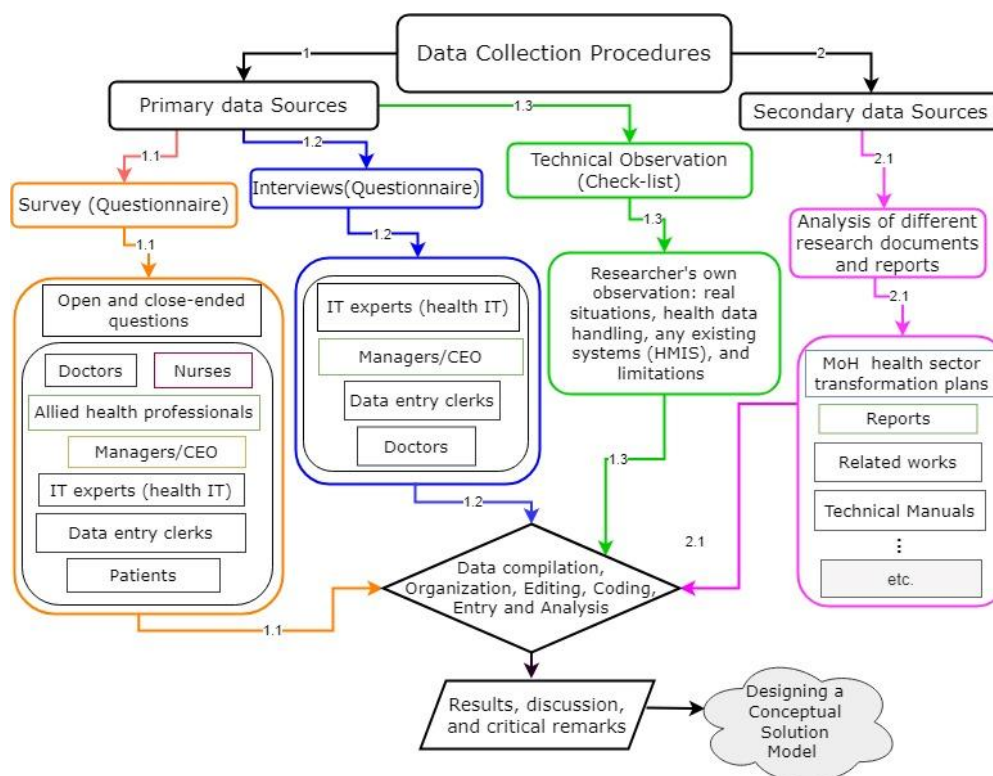 Data Collection Procedures
1
2
Primary data Sources
1.3
Secondary data Sources
1.1
1.2
2.1
Technical Observation
(Check-list)
Survey (Questionnaire)
Interviews(Questionnaire)
1.3
1.1
1.2
Analysis of different
research documents
and reports
2.1
Open and close-ended
questions
Doctors
Nurses
Allied health professionals
Managers/CEO
IT experts (health IT)
Data entry clerks
Patients
IT experts (health IT)
Managers/CEO
Data entry clerks
Doctors
Researcher's own
observation: real
situations, health data
handling, any existing
systems (HMIS), and
limitations
MoH health sector
transformation plans
Reports
Related works
Technical Manuals
⋮
etc.
1.3
1.2
2.1
1.1
Data compilation,
Organization, Editing, Coding,
Entry and Analysis
Results, discussion,
and critical remarks
Designing a
Conceptual
Solution
Model